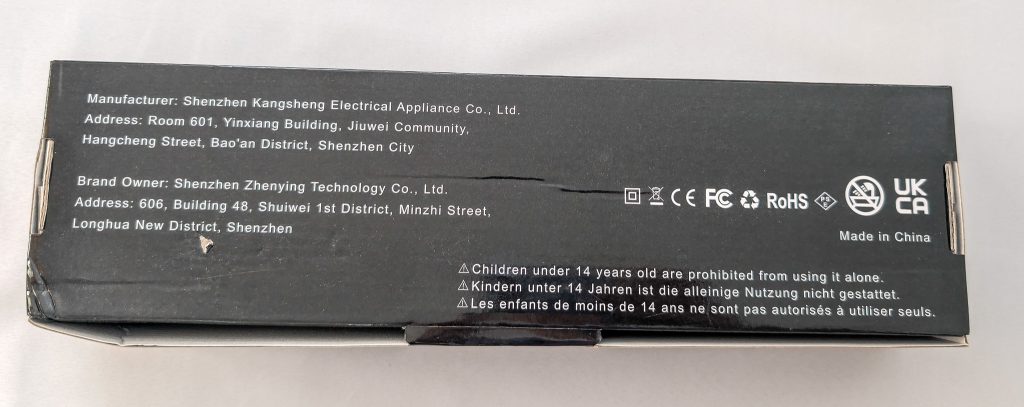 Manufacturer: Shenzhen Kangsheng Electrical Appliance Co., Ltd.
Address: Room 601, Yinxiang Building, Jiuwei Community,
Hangcheng Street, Bao'an District, Shenzhen City
Brand Owner: Shenzhen Zhenying Technology Co., Ltd.
Address: 606, Building 48, Shuiwei 1st District, Minzhi Street,
Longhua New District, Shenzhen
CE FC RoHS PSE UK CA
Made in China
⚠Children under 14 years old are prohibited from using it alone.
⚠Kindern unter 14 Jahren ist die alleinige Nutzung nicht gestattet.
⚠Les enfants de moins de 14 ans ne sont pas autorisés à utiliser seuls.